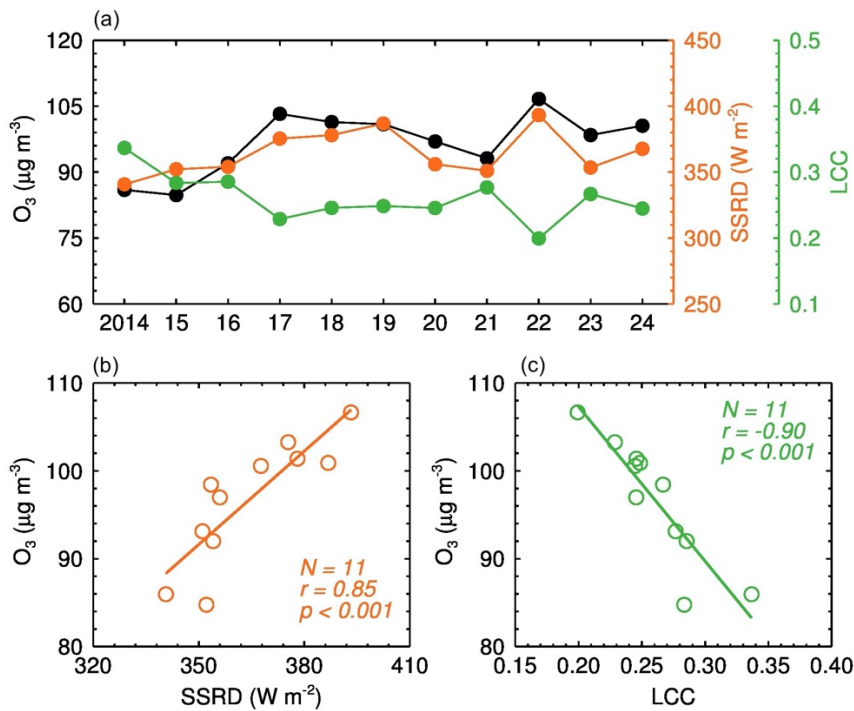 (a)
120
105
90
75
60
O₃ (μg m⁻³)
450
400
350
300
250
SSRD (W m⁻²)
0.5
0.4
0.3
0.2
0.1
LCC
2014 15 16 17 18 19 20 21 22 23 24
(b)
110
100
90
80
O₃ (μg m⁻³)
N = 11
r = 0.85
p < 0.001
320 350 380 410
SSRD (W m⁻²)
(c)
110
100
90
80
O₃ (μg m⁻³)
N = 11
r = -0.90
p < 0.001
0.15 0.20 0.25 0.30 0.35 0.40
LCC